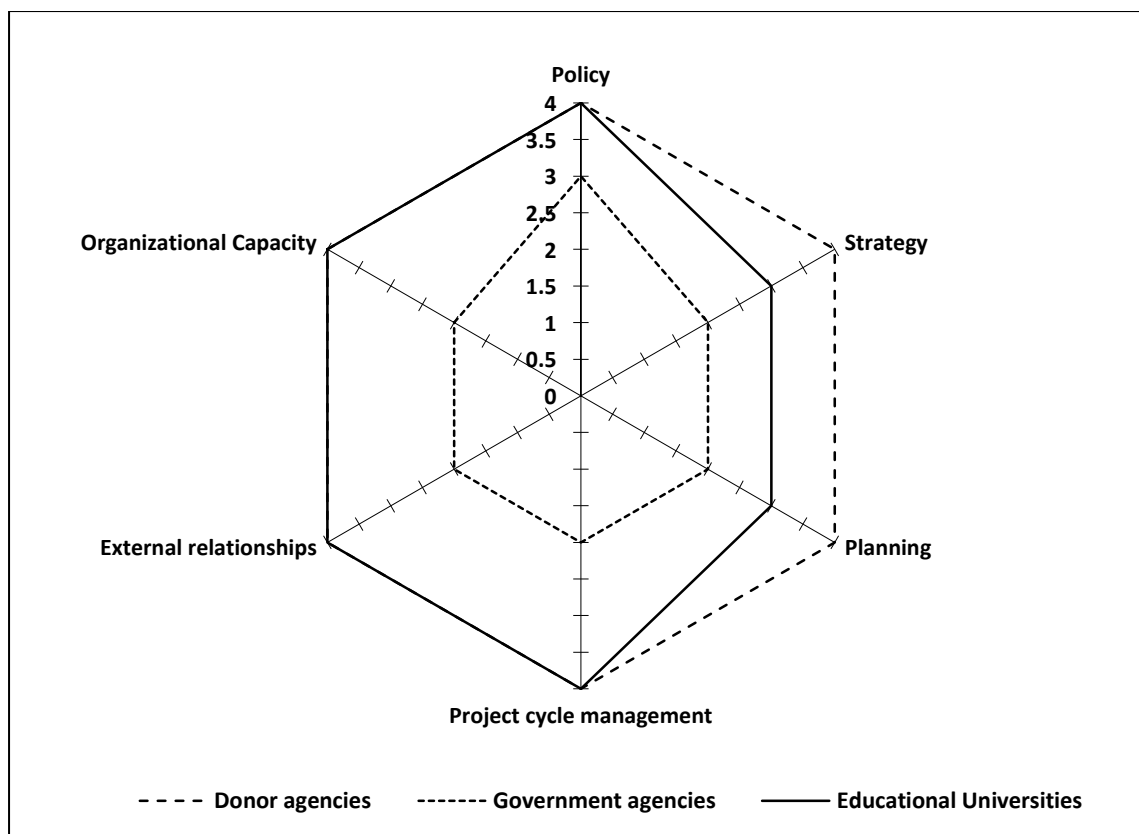 Policy
4
3.5
3
2.5
2
1.5
1
0.5
0
Organizational Capacity
Strategy
External relationships
Planning
Project cycle management
Donor agencies Government agencies Educational Universities